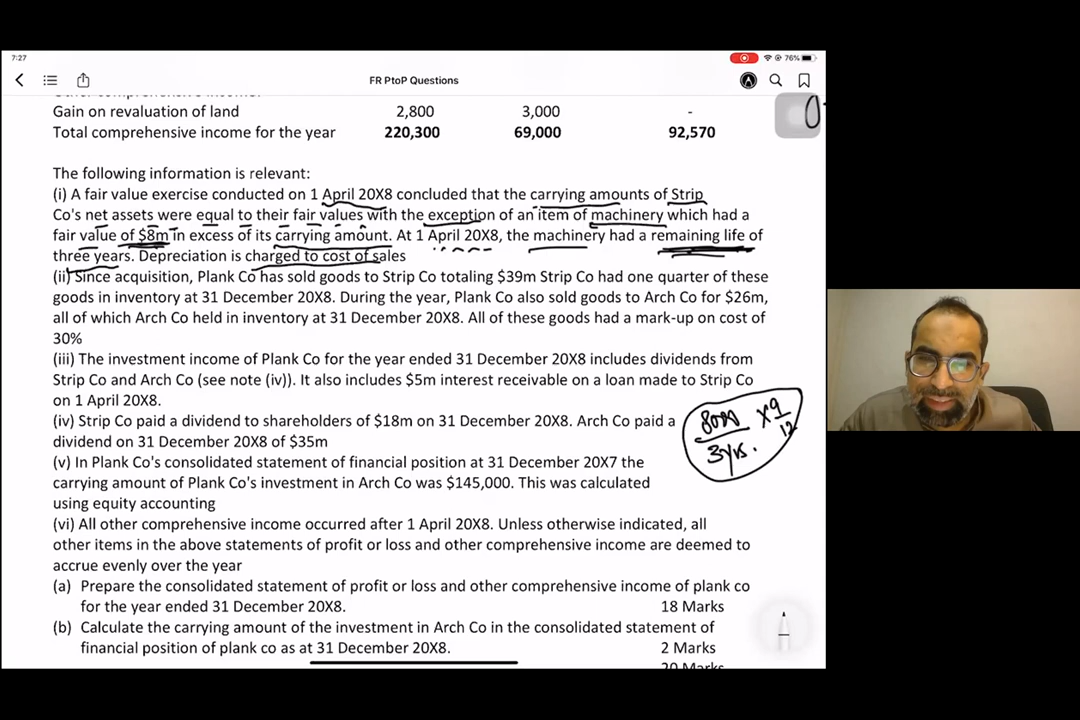 7:27
76%
FR PtoP Questions
Gain on revaluation of land 2,800 3,000 -
Total comprehensive income for the year 220,300 69,000 92,570
The following information is relevant:
(i) A fair value exercise conducted on 1 April 20X8 concluded that the carrying amounts of Strip
Co's net assets were equal to their fair values with the exception of an item of machinery which had a
fair value of $8m in excess of its carrying amount. At 1 April 20X8, the machinery had a remaining life of
three years. Depreciation is charged to cost of sales
(ii) Since acquisition, Plank Co has sold goods to Strip Co totaling $39m Strip Co had one quarter of these
goods in inventory at 31 December 20X8. During the year, Plank Co also sold goods to Arch Co for $26m,
all of which Arch Co held in inventory at 31 December 20X8. All of these goods had a mark-up on cost of
30%
(iii) The investment income of Plank Co for the year ended 31 December 20X8 includes dividends from
Strip Co and Arch Co (see note (iv)). It also includes $5m interest receivable on a loan made to Strip Co
on 1 April 20X8.
(iv) Strip Co paid a dividend to shareholders of $18m on 31 December 20X8. Arch Co paid a
dividend on 31 December 20X8 of $35m
8000 x 9
3yrs. 12
(v) In Plank Co's consolidated statement of financial position at 31 December 20X7 the
carrying amount of Plank Co's investment in Arch Co was $145,000. This was calculated
using equity accounting
(vi) All other comprehensive income occurred after 1 April 20X8. Unless otherwise indicated, all
other items in the above statements of profit or loss and other comprehensive income are deemed to
accrue evenly over the year
(a) Prepare the consolidated statement of profit or loss and other comprehensive income of plank co
for the year ended 31 December 20X8. 18 Marks
(b) Calculate the carrying amount of the investment in Arch Co in the consolidated statement of
financial position of plank co as at 31 December 20X8. 2 Marks
20 Marks